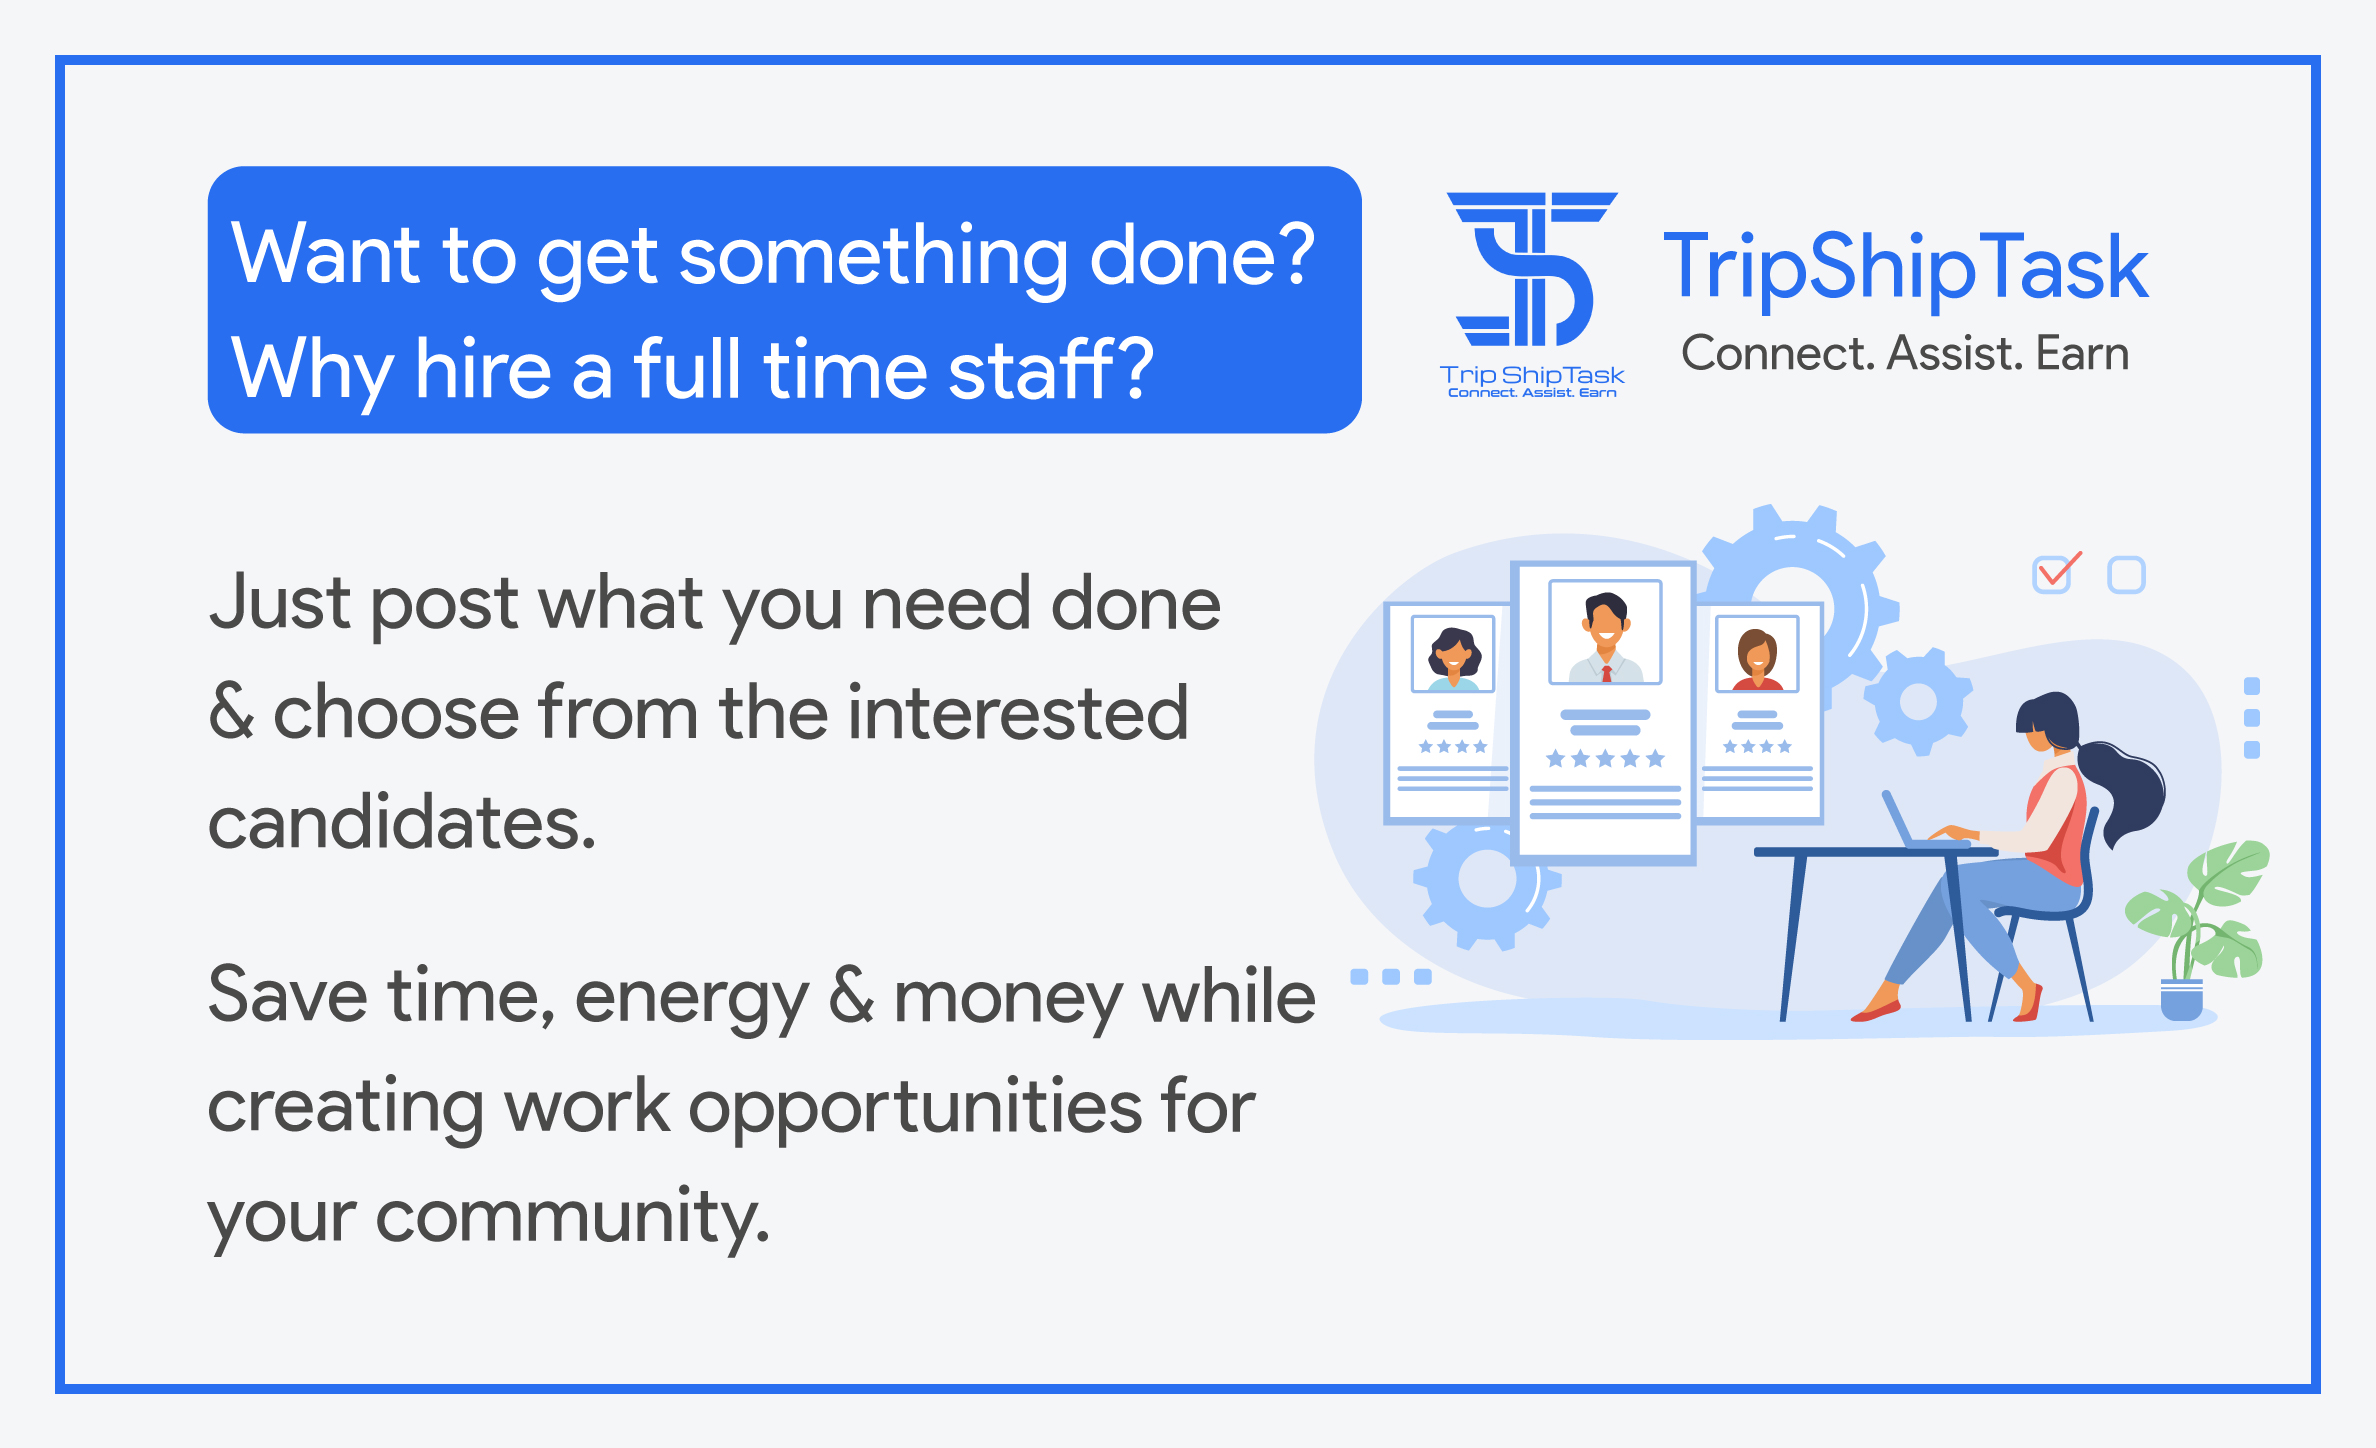 Want to get something done?
Why hire a full time staff?
TripShipTask
Connect. Assist. Earn
Trip ShipTask
Connect. Assist. Earn
Just post what you need done
& choose from the interested
candidates.
Save time, energy & money while
creating work opportunities for
your community.